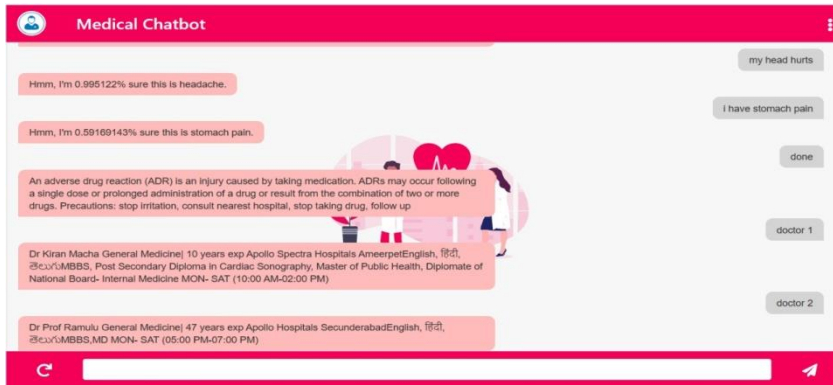 Medical Chatbot
my head hurts
Hmm, I'm 0.995122% sure this is headache.
i have stomach pain
Hmm, I'm 0.59169143% sure this is stomach pain.
done
An adverse drug reaction (ADR) is an injury caused by taking medication. ADRs may occur following
a single dose or prolonged administration of a drug or result from the combination of two or more
drugs. Precautions: stop irritation, consult nearest hospital, stop taking drug, follow up
doctor 1
Dr Kiran Macha General Medicine| 10 years exp Apollo Spectra Hospitals AmeerpetEnglish, हिंदी,
తెలుగుMBBS, Post Secondary Diploma in Cardiac Sonography, Master of Public Health, Diplomate of
National Board- Internal Medicine MON- SAT (10:00 AM-02:00 PM)
doctor 2
Dr Prof Ramulu General Medicine| 47 years exp Apollo Hospitals SecunderabadEnglish, हिंदी,
తెలుగుMBBS,MD MON- SAT (05:00 PM-07:00 PM)